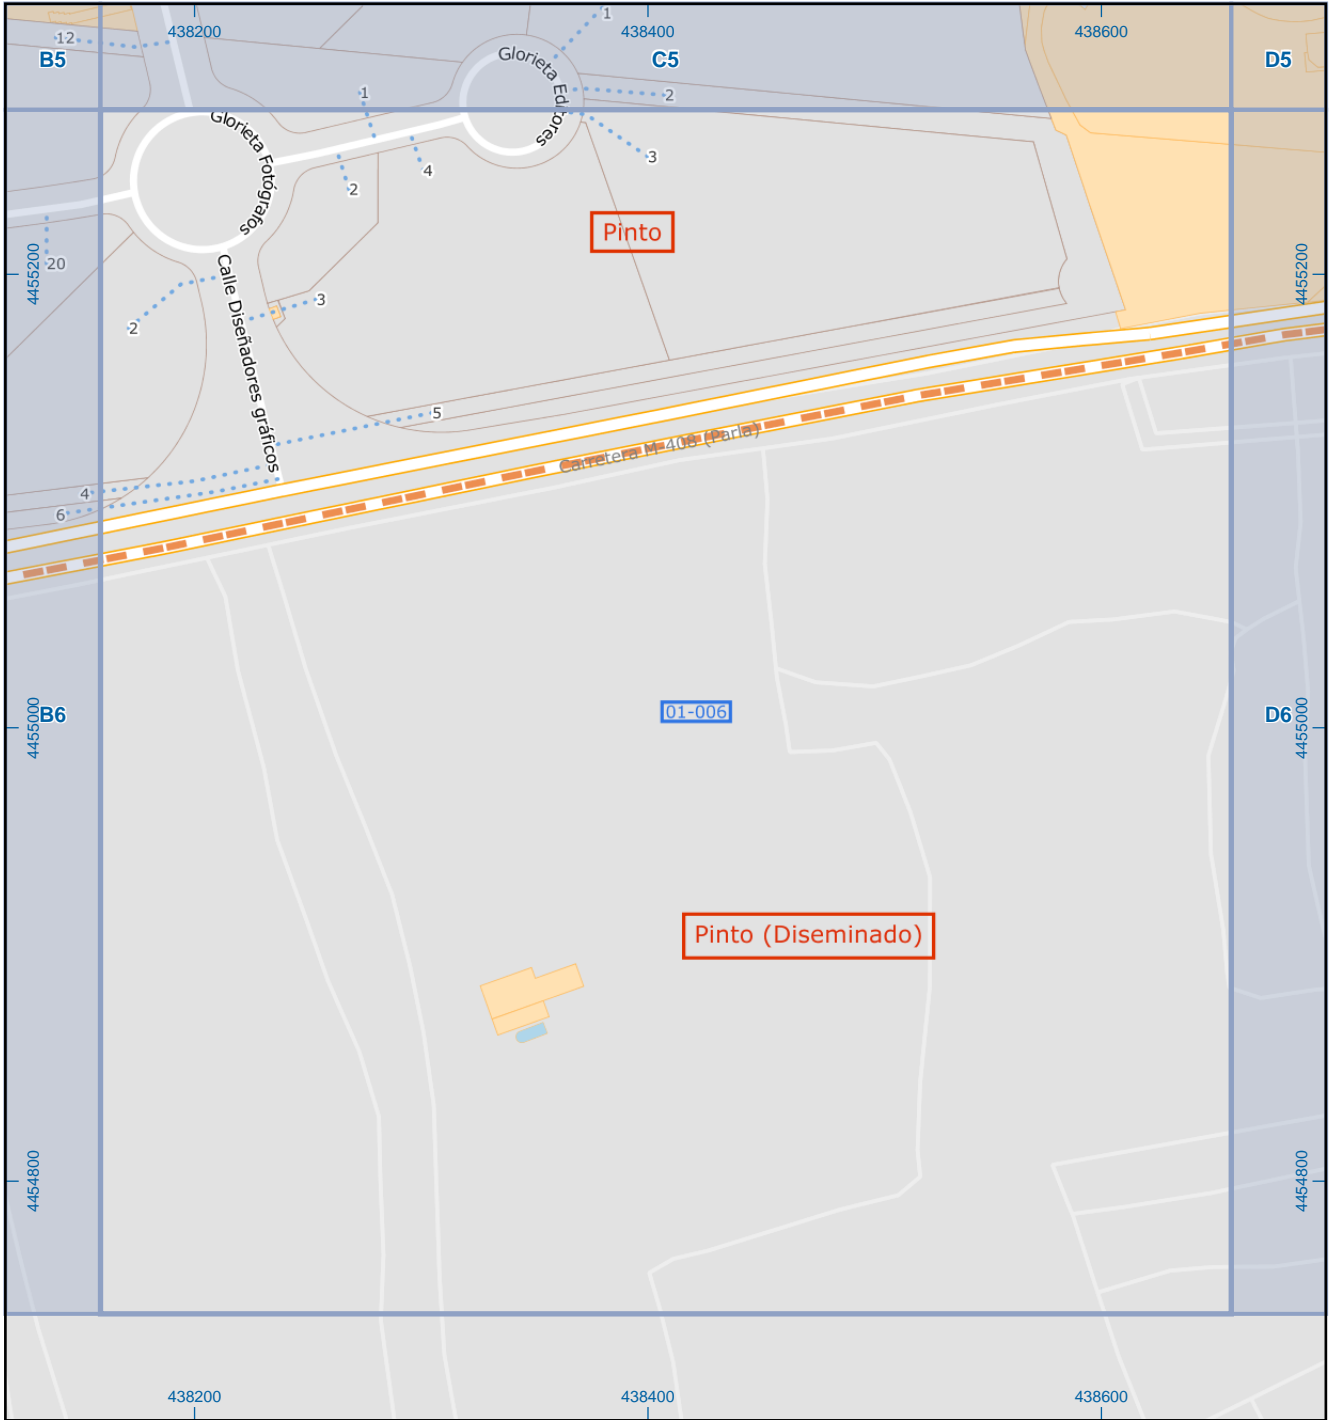 438200
438400
438600
B5
C5
D5
12
1
1
2
2
3
4
Glorieta Editores
Glorieta Fotógrafos
Pinto
20
3
2
4455200
4455200
Calle Diseñadores gráficos
5
4
6
Carretera M-408 (Parla)
01-006
B6
D6
4455000
4455000
Pinto (Diseminado)
4454800
4454800
438200
438400
438600